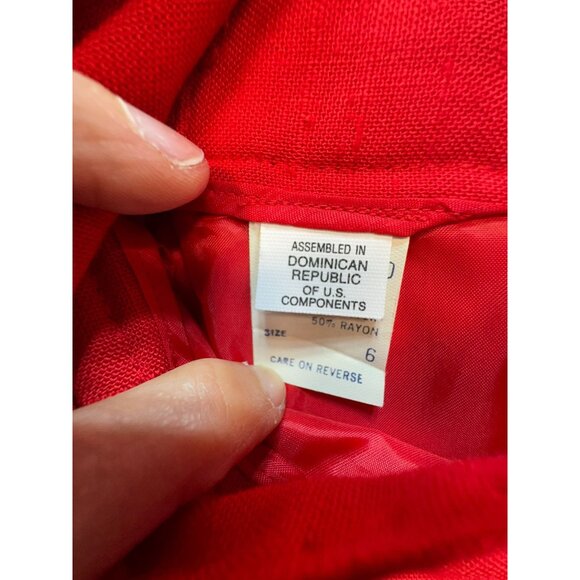 ASSEMBLED IN
DOMINICAN
REPUBLIC
OF U.S.
COMPONENTS
50% RAYON
SIZE 6
CARE ON REVERSE